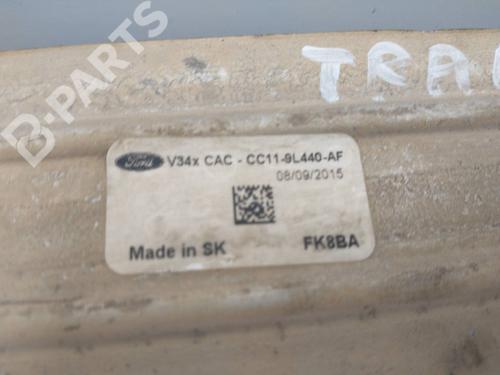 B-PARTS
TRA
Ford V34x CAC - CC11-9L440-AF
08/09/2015
Made in SK FK8BA